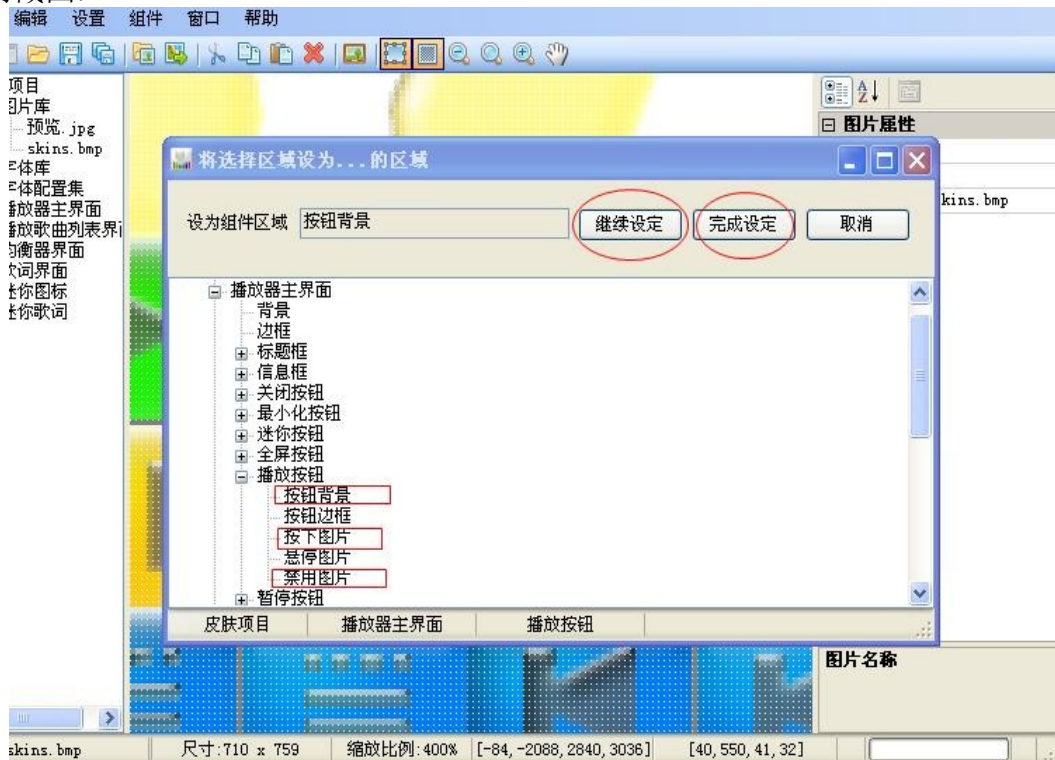 编辑 设置 组件 窗口 帮助
项目
图片库
预览.jpg
skins.bmp
字体库
字体配置集
播放器主界面
播放歌曲列表界
均衡器界面
歌词界面
迷你图标
迷你歌词
图片属性
kins.bmp
将选择区域设为...的区域
设为组件区域 按钮背景 继续设定 完成设定 取消
播放器主界面
背景
边框
标题框
信息框
关闭按钮
最小化按钮
迷你按钮
全屏按钮
播放按钮
按钮背景
按钮边框
按下图片
悬停图片
禁用图片
暂停按钮
皮肤项目 播放器主界面 播放按钮
图片名称
skins.bmp 尺寸:710 x 759 缩放比例:400% [-84,-2088,2840,3036] [40,550,41,32]